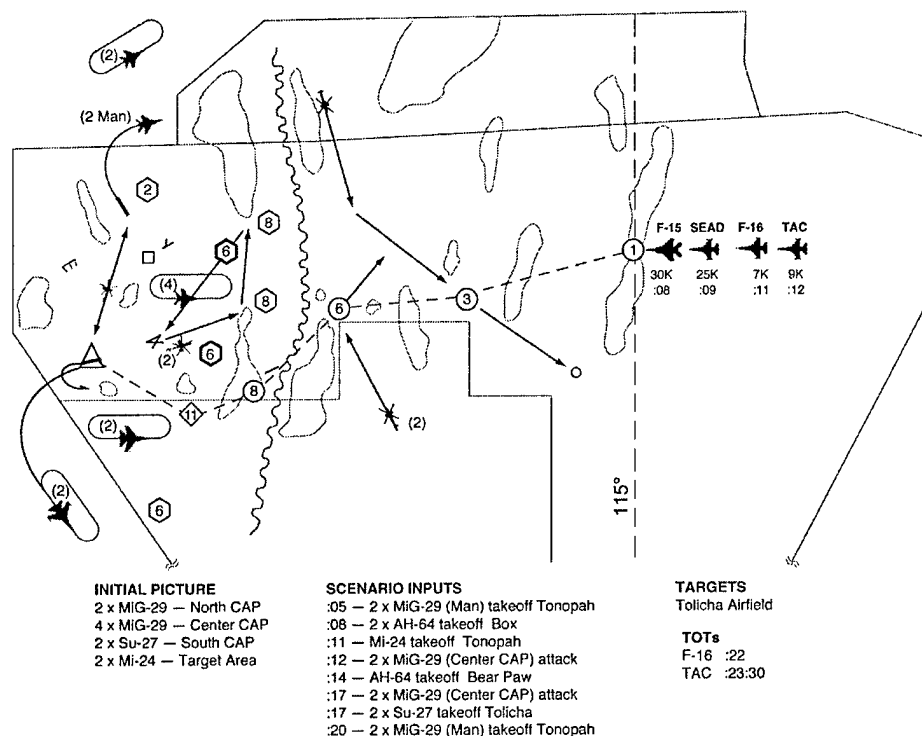 (2)
(2 Man)
2
8
6
F-15 SEAD F-16 TAC
1
30K 25K 7K 9K
:08 :09 :11 :12
E
Y
(4)
8
6
3
4
(2)
6
8
11
(2)
(2)
(2)
6
115°
INITIAL PICTURE
2 x MiG-29 — North CAP
4 x MiG-29 — Center CAP
2 x Su-27 — South CAP
2 x Mi-24 — Target Area
SCENARIO INPUTS
:05 — 2 x MiG-29 (Man) takeoff Tonopah
:08 — 2 x AH-64 takeoff Box
:11 — Mi-24 takeoff Tonopah
:12 — 2 x MiG-29 (Center CAP) attack
:14 — AH-64 takeoff Bear Paw
:17 — 2 x MiG-29 (Center CAP) attack
:17 — 2 x Su-27 takeoff Tolicha
:20 — 2 x MiG-29 (Man) takeoff Tonopah
TARGETS
Tolicha Airfield
TOTs
F-16 :22
TAC :23:30